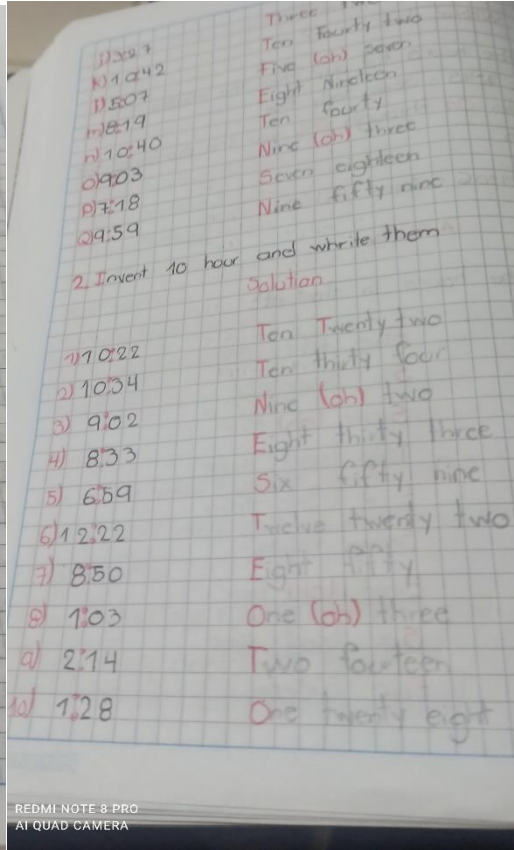 Three
k) 10:42 Ten Fourty two
l) 5:07 Five (oh) Seven
m) 8:19 Eight Nineteen
n) 10:40 Ten fourty
o) 9:03 Nine (oh) three
p) 7:18 Seven eighteen
q) 9:59 Nine fifty nine
2. Invent 10 hour and whrite them
Solution
1) 10:22 Ten Twenty two
2) 10:34 Ten thirty four
3) 9:02 Nine (oh) two
4) 8:33 Eight thirty three
5) 6:59 Six fifty nine
6) 12:22 Twelve twenty two
7) 8:50 Eight fifty
8) 1:03 One (oh) three
9) 2:14 Two fourteen
10) 1:28 One twenty eight
REDMI NOTE 8 PRO
AI QUAD CAMERA